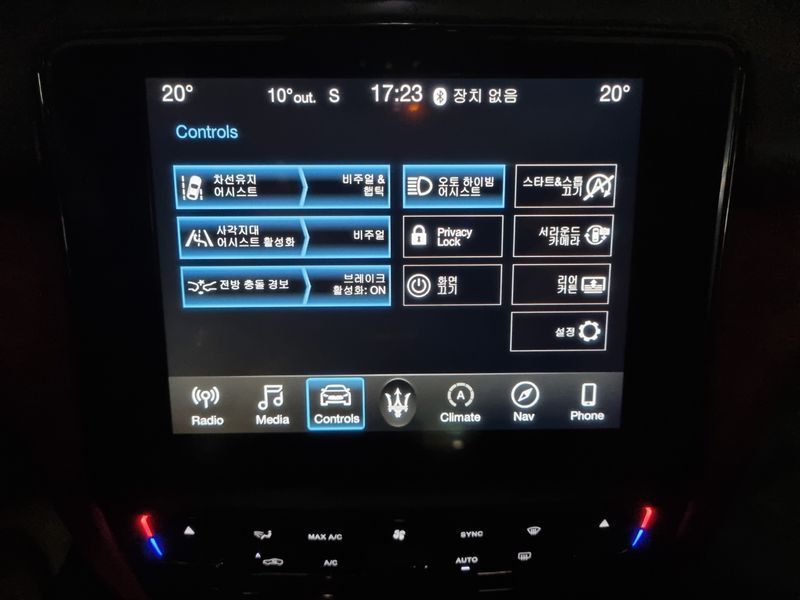 20° 10° out. S 17:23 장치 없음 20°
Controls
차선유지
어시스트
비주얼 &
햅틱
오토 하이빔
어시스트
스타트&스톱
끄기
사각지대
어시스트 활성화
비주얼
Privacy
Lock
서라운드
카메라
전방 충돌 경보
브레이크
활성화: ON
화면
끄기
리어
커튼
설정
Radio
Media
Controls
Climate
Nav
Phone
MAX A/C
SYNC
A/C
AUTO